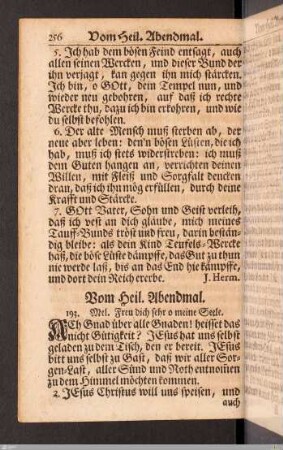 256 Vom Heil. Abendmal.
5. Ich hab dem bösen Feind entsagt, auch
allen seinen Wercken, und dieser Bund der
ihn verjagt, kan gegen ihn mich stärcken.
Ich bin, o GOtt, dein Tempel nun, und
wieder neu gebohren, auf daß ich rechte
Wercke thu, dazu ich bin erkohren, und wie
du selbst befohlen.
6. Der alte Mensch muß sterben ab, der
neue aber leben: den'n bösen Lüsten, die ich
hab, muß ich stets widerstreben: ich muß
dem Guten hangen an, verrichten deinen
Willen, mit Fleiß und Sorgfalt dencken
dran, daß ich ihn mög erfüllen, durch deine
Krafft und Stärcke.
7. GOtt Vater, Sohn und Geist verleih,
daß ich vest an dich gläube, mich meines
Tauff-Bunds tröst und freu, darin bestän-
dig bleibe: als dein Kind Teufels-Wercke
haß, die böse Lüste dämpffe, das Gut zu thun
nie werde laß, bis an das End hie kämpffe,
und dort dein Reich ererbe. J. Herm.
Vom Heil. Abendmal.
193. Mel. Freu dich sehr o meine Seele.
ACh Gnad über alle Gnaden! heisset das
nicht Gütigkeit? JEsus hat uns selbst
geladen zu dem Tisch, den er bereit. JEsus
bitt uns selbst zu Gast, daß wir aller Sor-
gen-Last, aller Sünd und Noth entnommen
zu dem Himmel möchten kommen.
2. JEsus Christus will uns speisen, und
auch